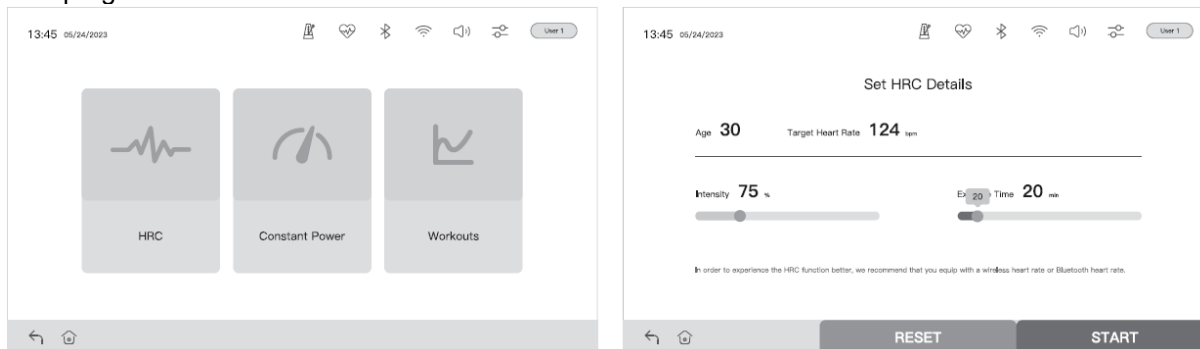 13:45 05/24/2023
User 1
HRC
Constant Power
Workouts
13:45 05/24/2023
User 1
Set HRC Details
Age 30 Target Heart Rate 124 bpm
Intensity 75 %
Time 20 min
20
In order to experience the HRC function better, we recommend that you equip with a wireless heart rate or Bluetooth heart rate.
RESET
START